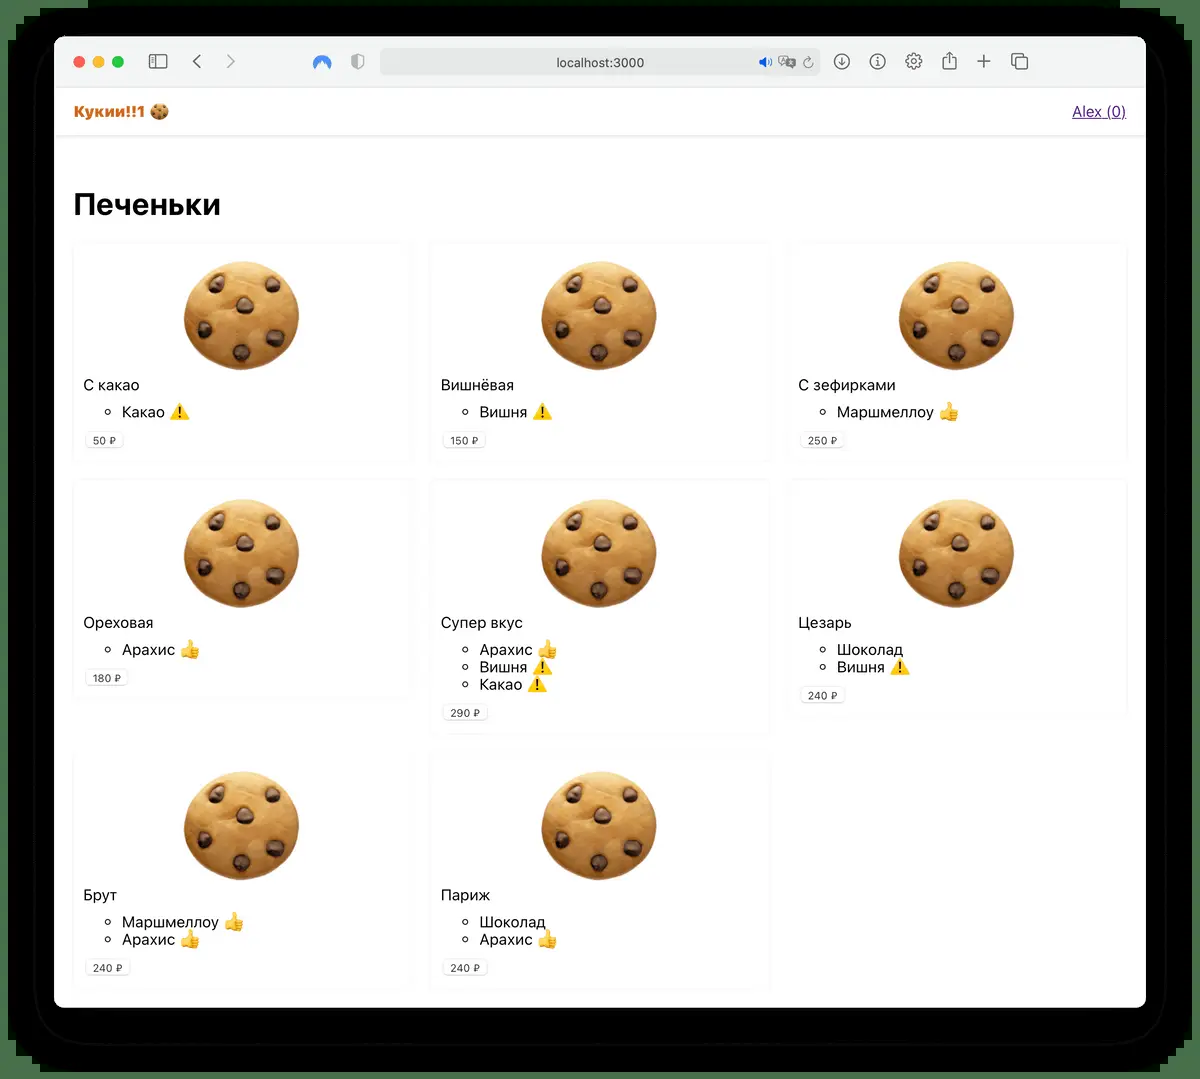 localhost:3000
Кукии!!1 🍪
Alex (0)
Печеньки
С какао
Какао ⚠️
50 ₽
Вишнёвая
Вишня ⚠️
150 ₽
С зефирками
Маршмеллоу 👍
250 ₽
Ореховая
Арахис 👍
180 ₽
Супер вкус
Арахис 👍
Вишня ⚠️
Какао ⚠️
290 ₽
Цезарь
Шоколад
Вишня ⚠️
240 ₽
Брут
Маршмеллоу 👍
Арахис 👍
240 ₽
Париж
Шоколад
Арахис 👍
240 ₽